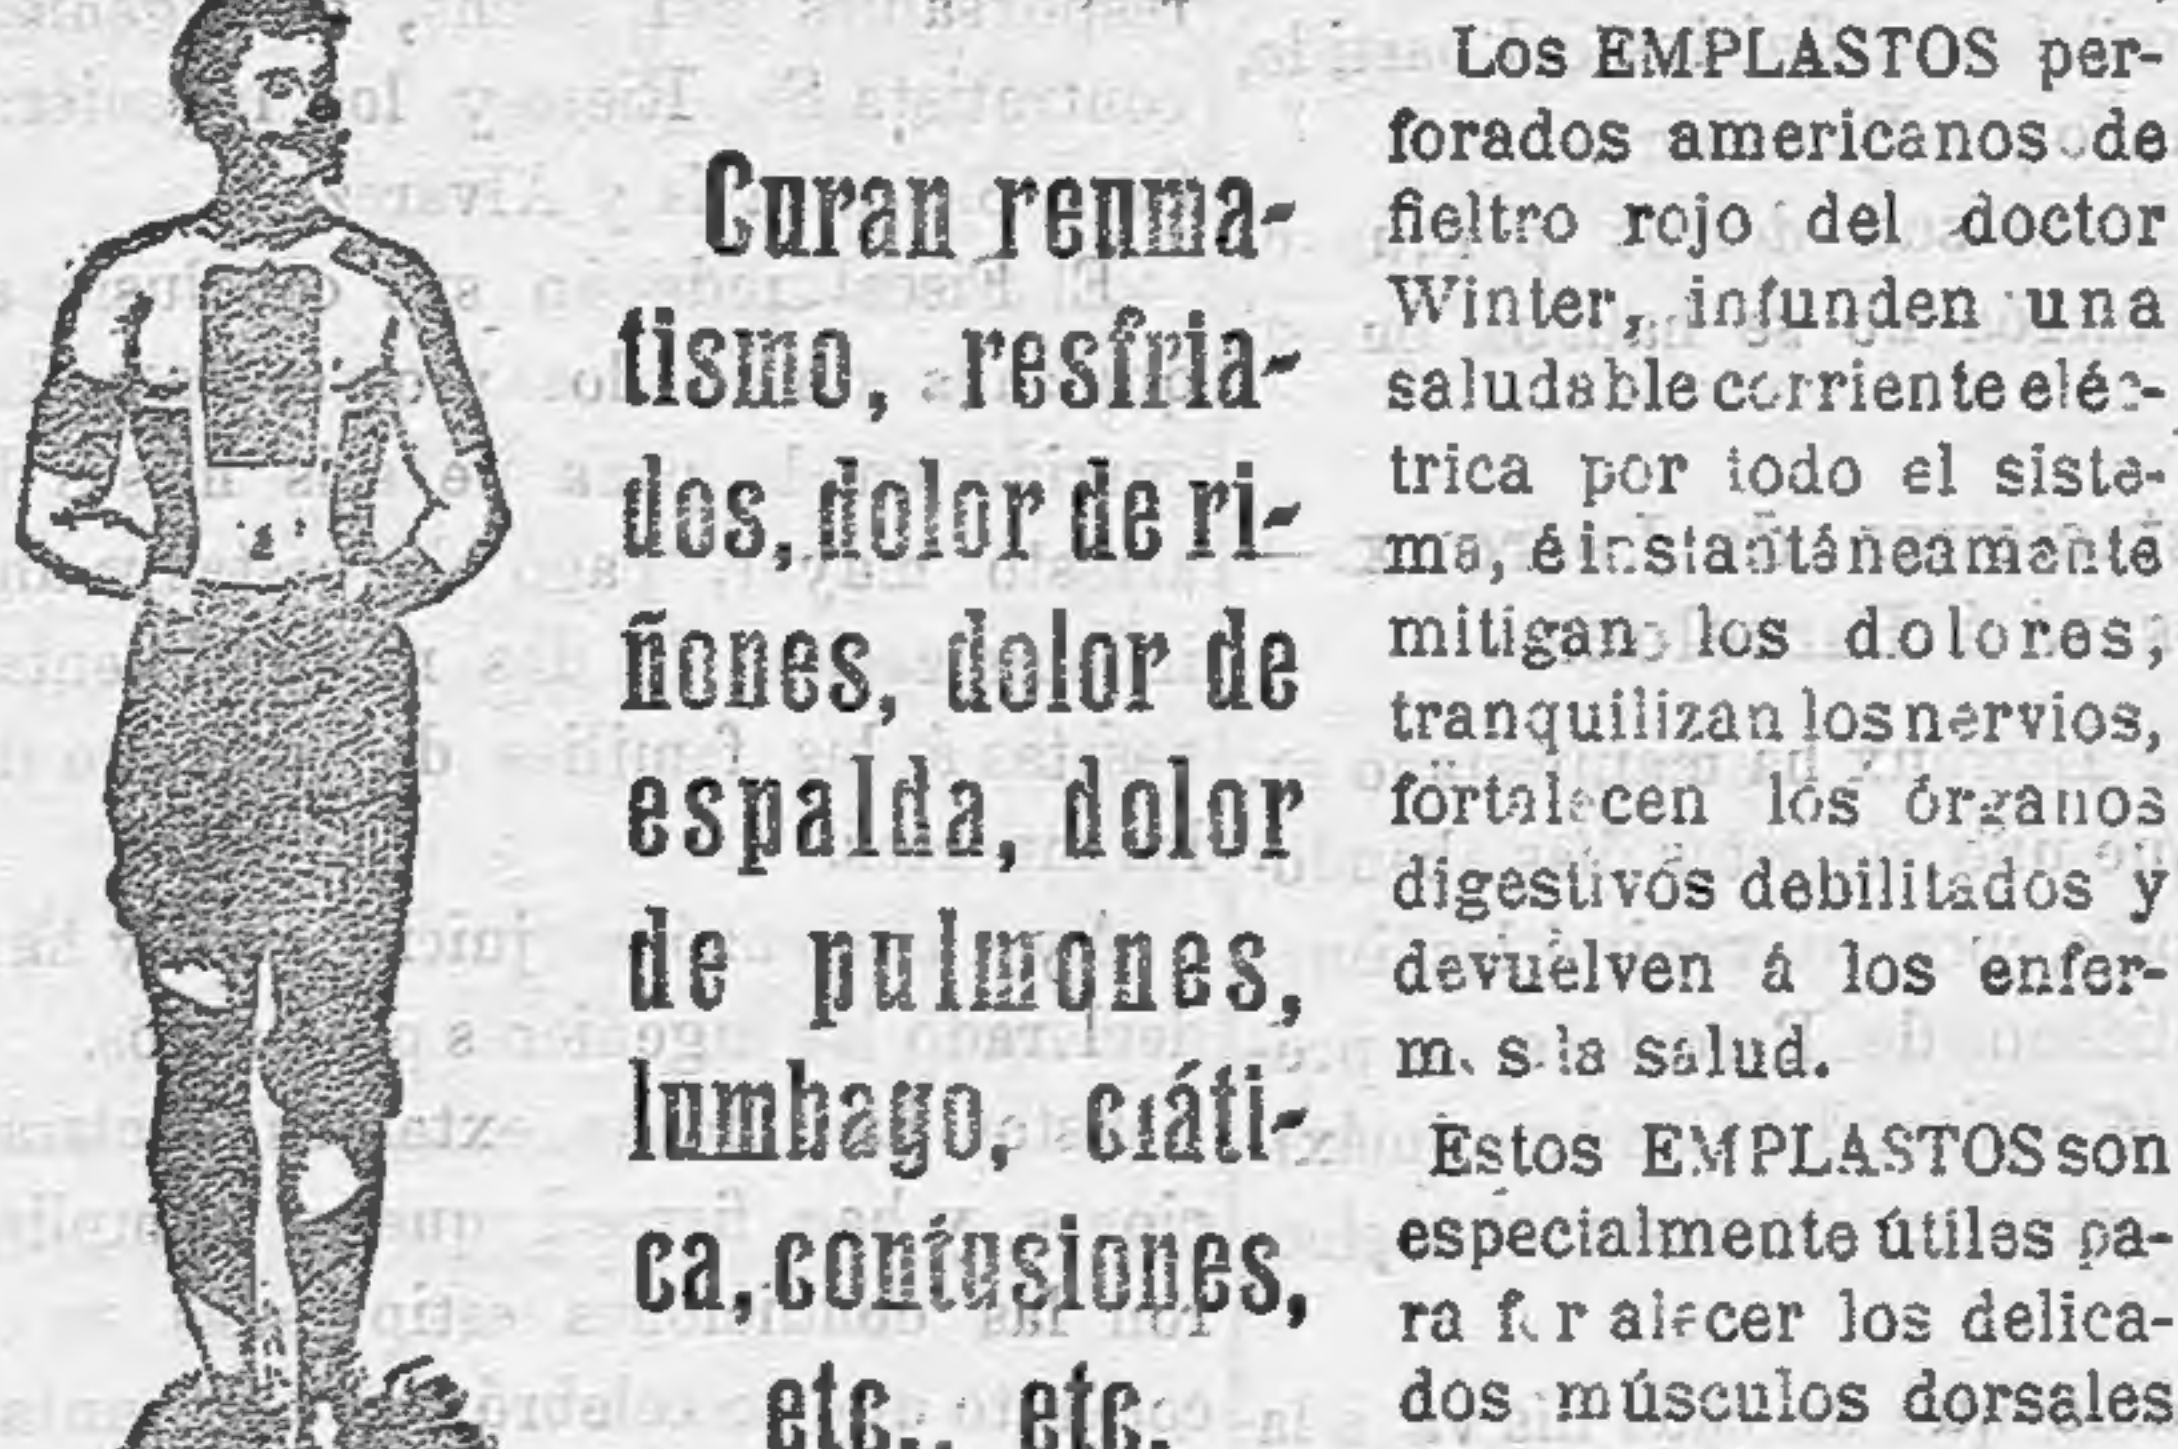 Curan reuma-
tismo, resfria-
dos, dolor de ri-
ñones, dolor de
espalda, dolor
de pulmones,
lumbago, ciáti-
ca, contusiones,
etc., etc.
Los EMPLASTOS per-
forados americanos de
fieltro rojo del doctor
Winter, infunden una
saludable corriente eléc-
trica por todo el siste-
ma, é instantáneamente
mitigan los dolores,
tranquilizan los nervios,
fortalecen los órganos
digestivos debilitados y
devuelven á los enfer-
mos la salud.
Estos EMPLASTOS son
especialmente útiles pa-
ra for alecer los delica-
dos músculos dorsales